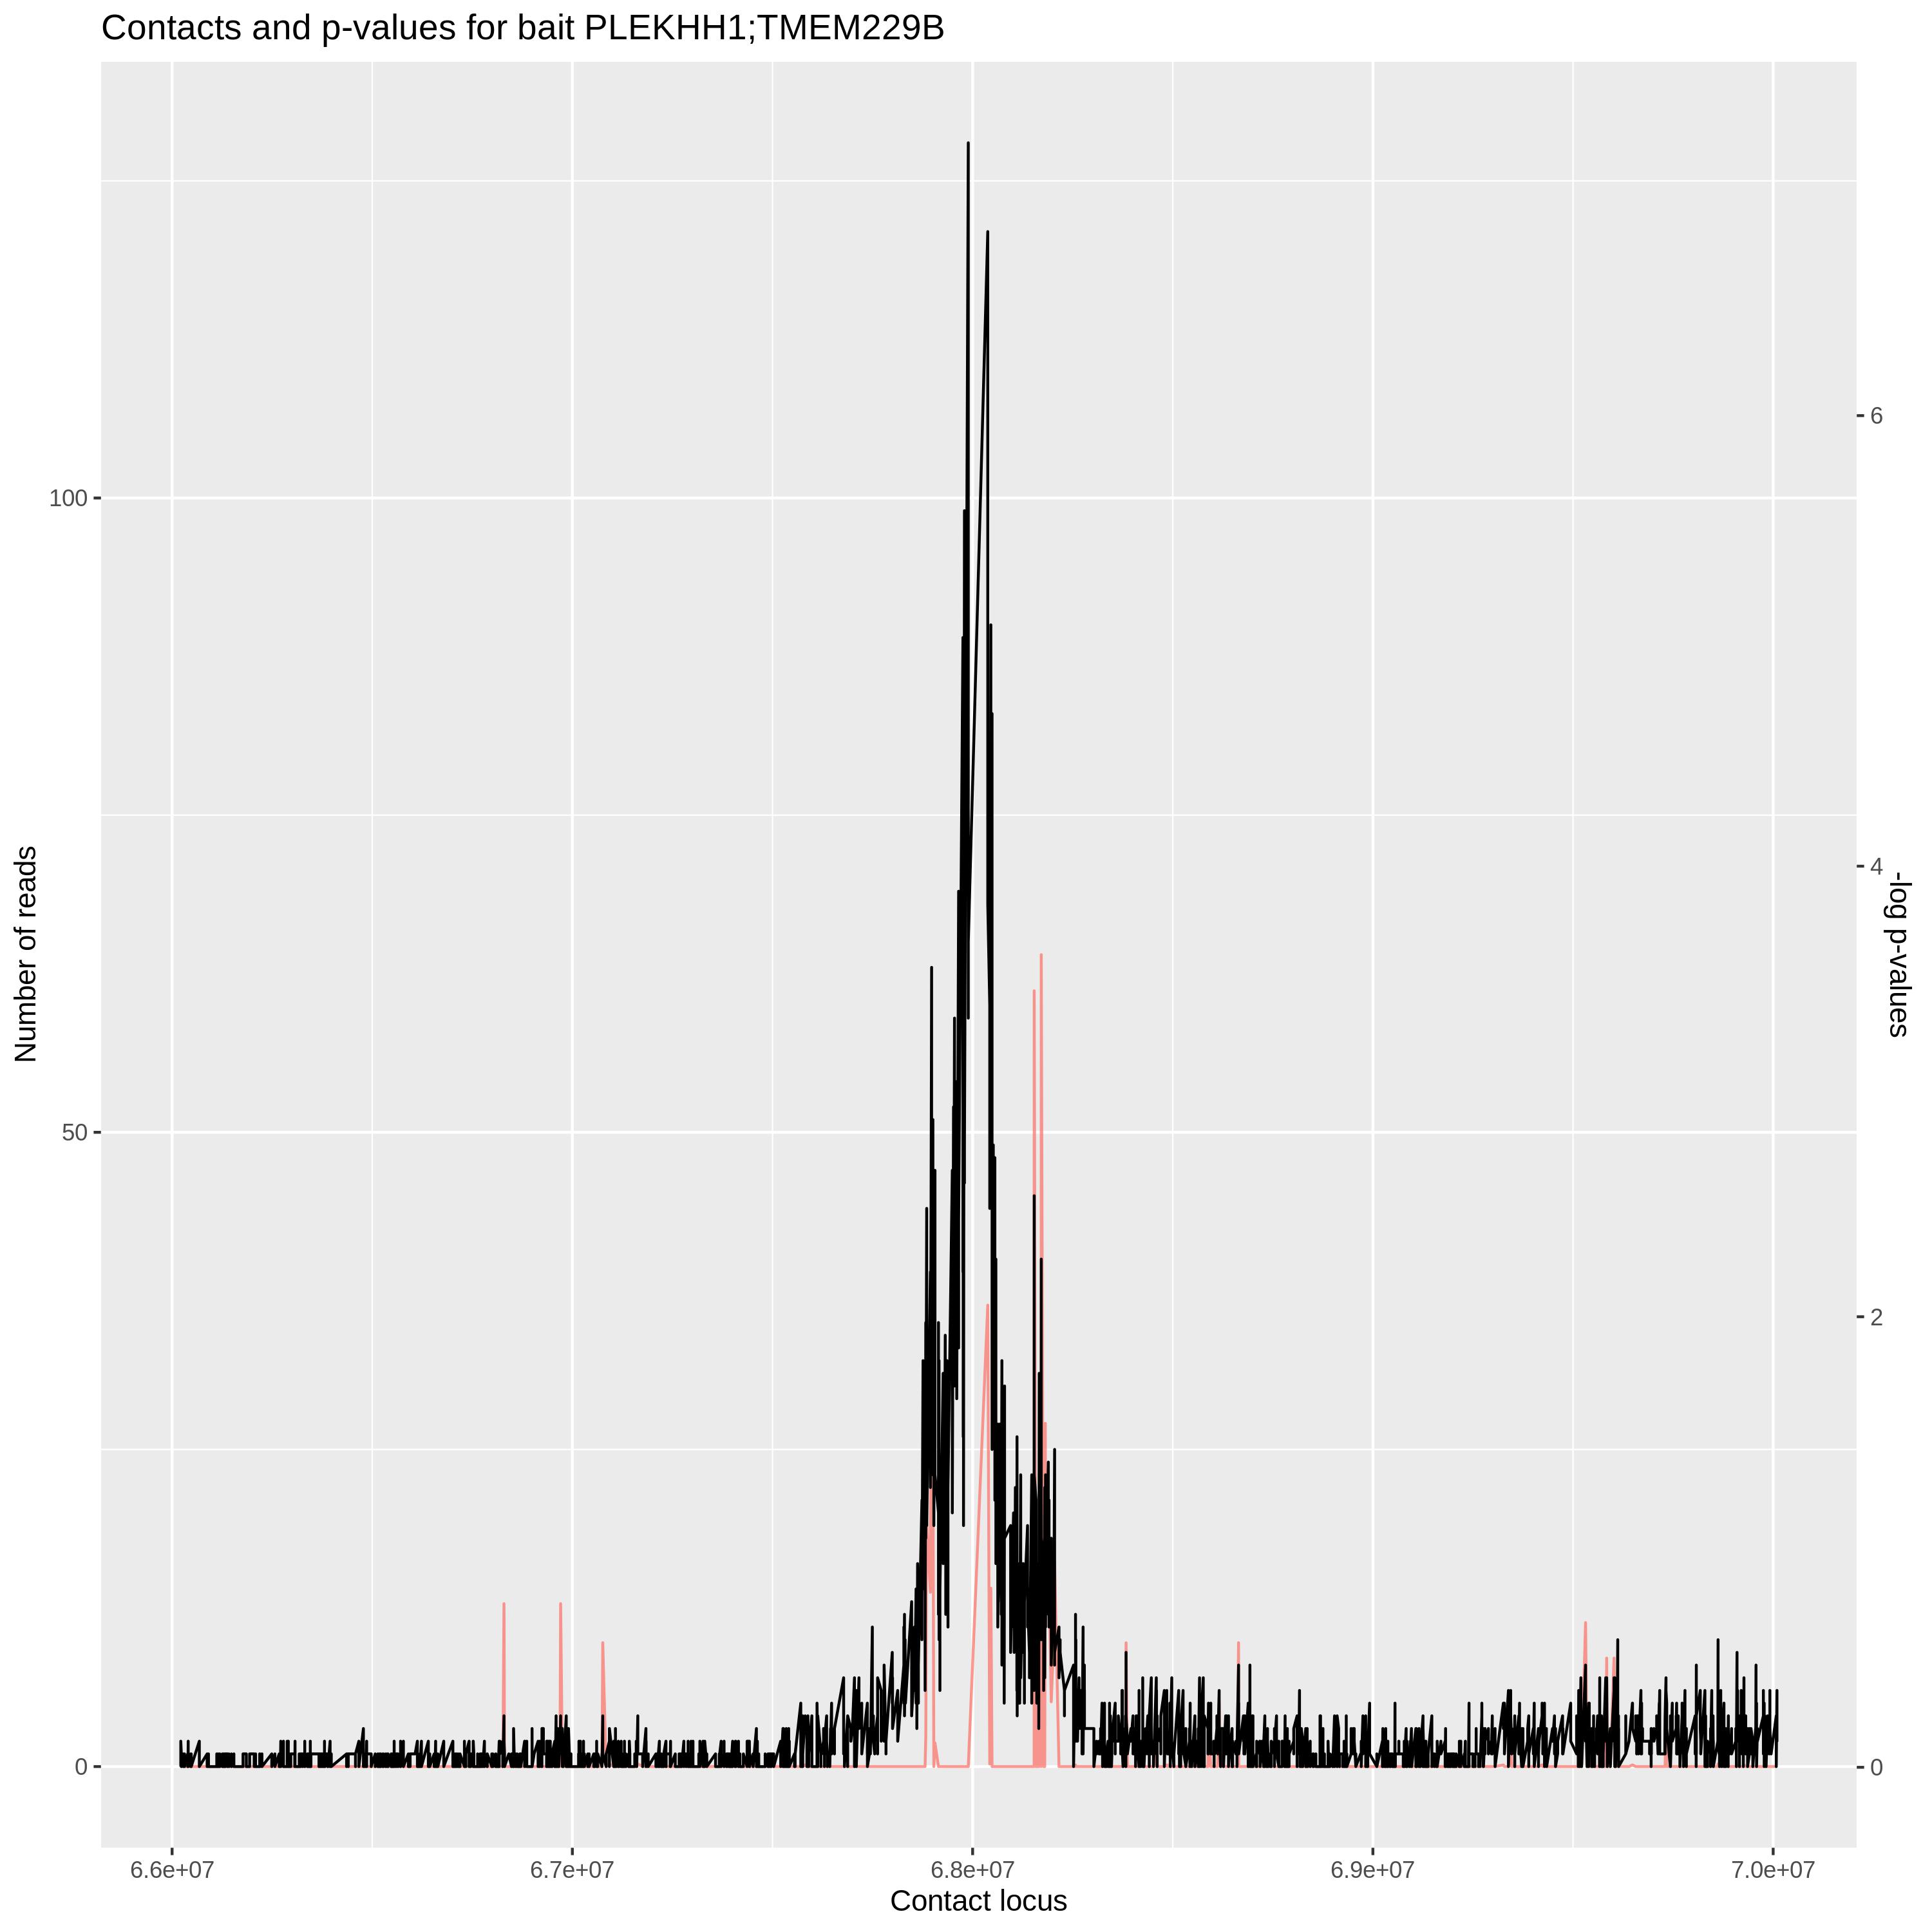 Contacts and p-values for bait PLEKHH1;TMEM229B
Number of reads
100
50
0
6
4
2
0
-log p-values
6.6e+07 6.7e+07 6.8e+07 6.9e+07 7.0e+07
Contact locus